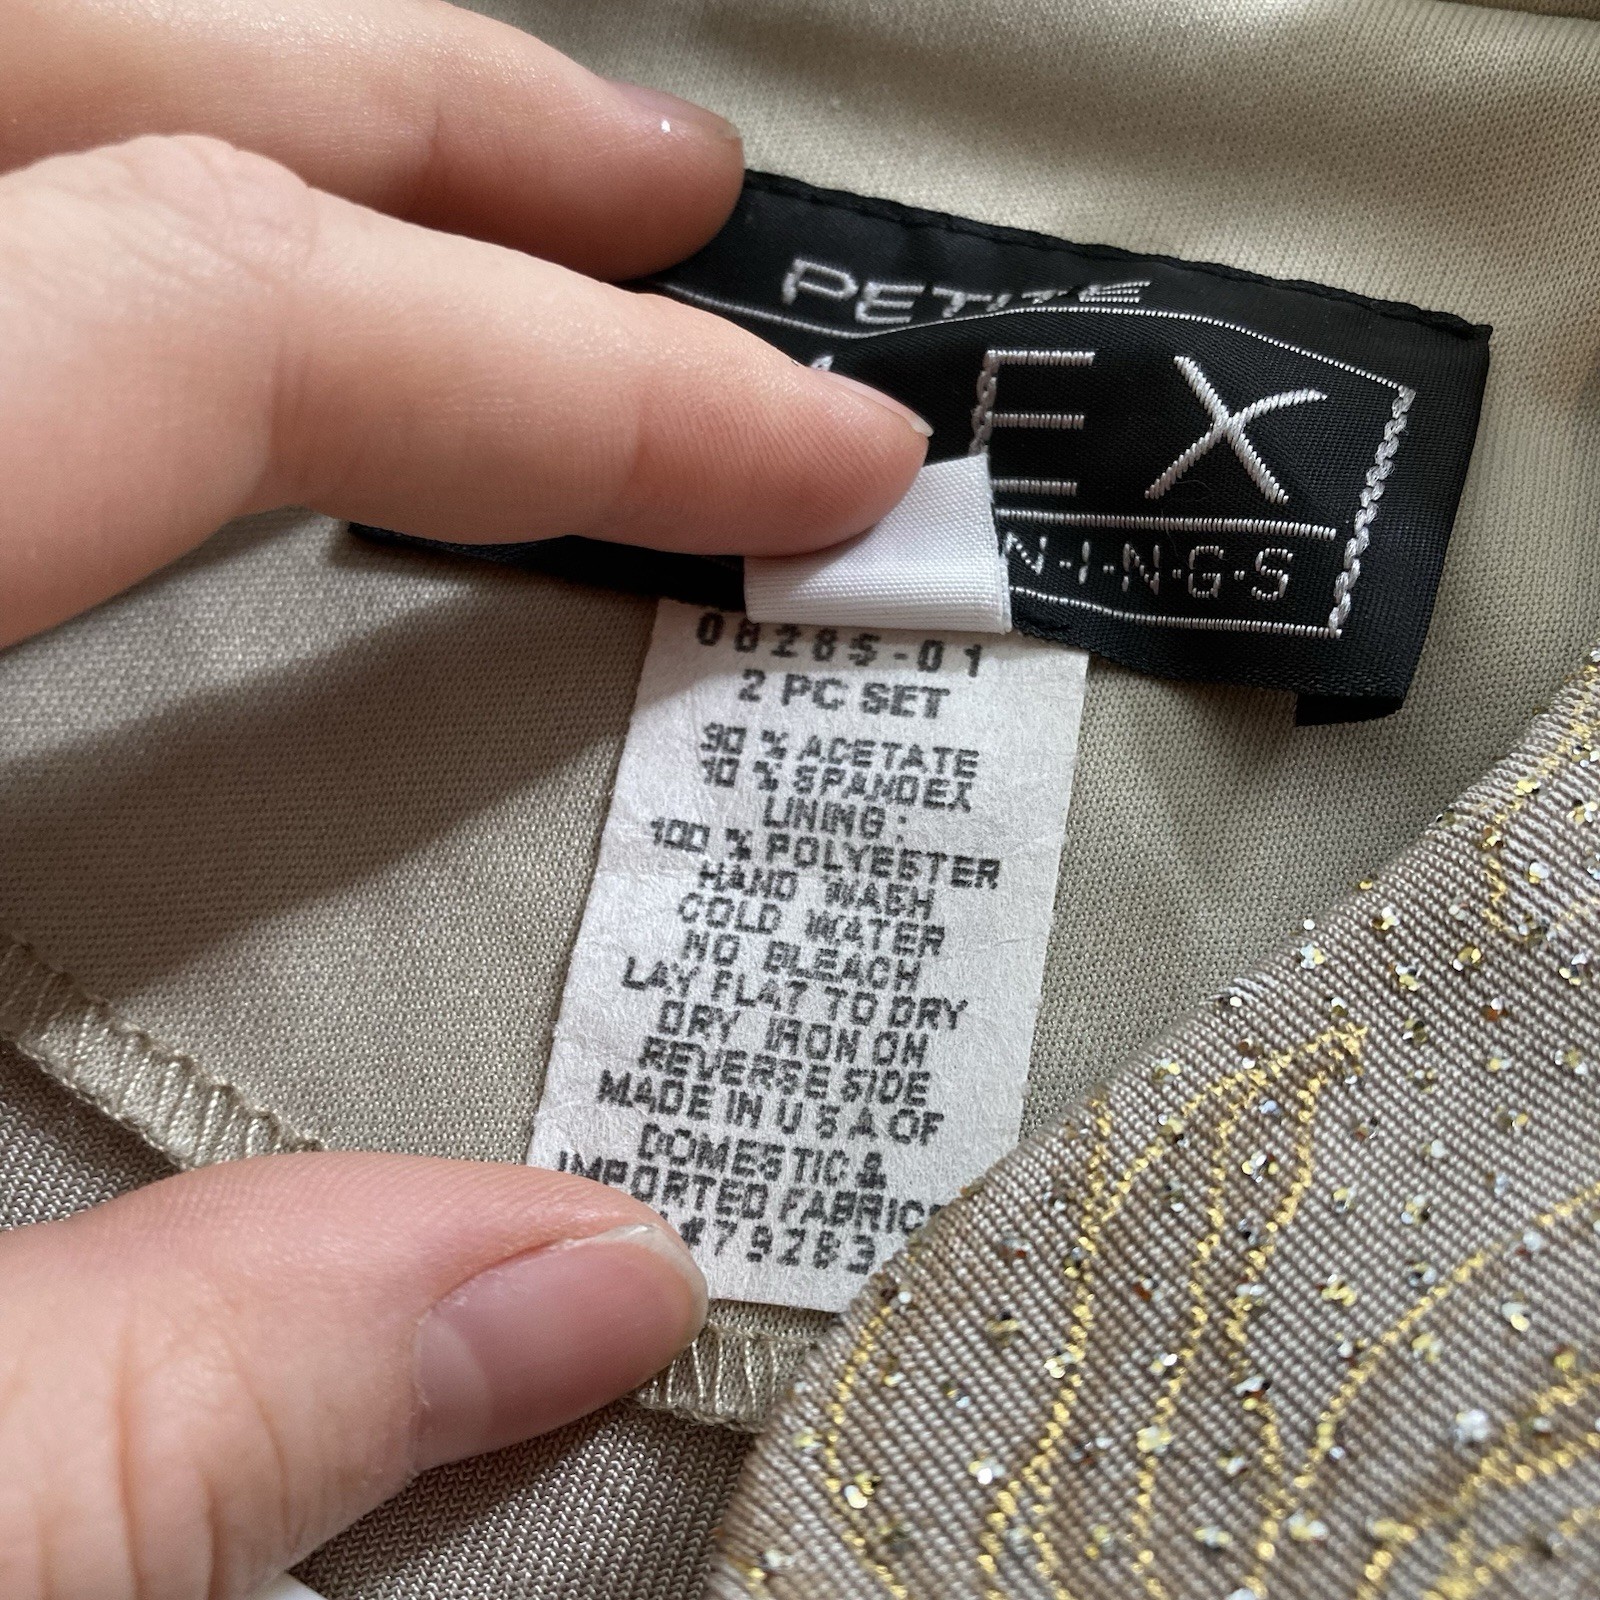 PETITE
EX
N·I·N·G·S
08285-01
2 PC SET
90 % ACETATE
10 % SPANDEX
LINING:
100 % POLYESTER
HAND WASH
COLD WATER
NO BLEACH
LAY FLAT TO DRY
DRY IRON ON
REVERSE SIDE
MADE IN U S A OF
DOMESTIC &
IMPORTED FABRICS
79283